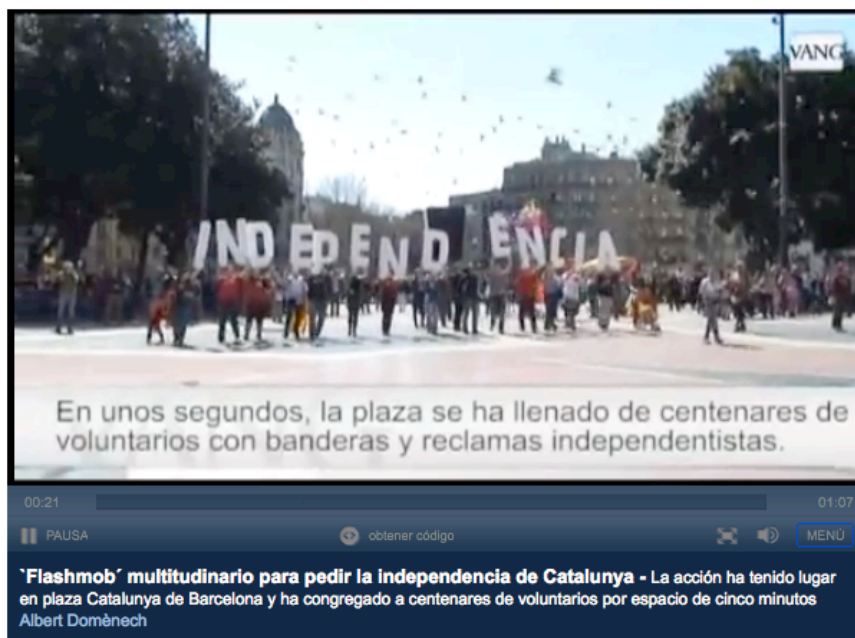 VANG
INDEPENDÈNCIA
En unos segundos, la plaza se ha llenado de centenares de
voluntarios con banderas y reclamas independentistas.
00:21 01:07
PAUSA obtener código MENÚ
`Flashmob´ multitudinario para pedir la independencia de Catalunya - La acción ha tenido lugar
en plaza Catalunya de Barcelona y ha congregado a centenares de voluntarios por espacio de cinco minutos
Albert Domènech